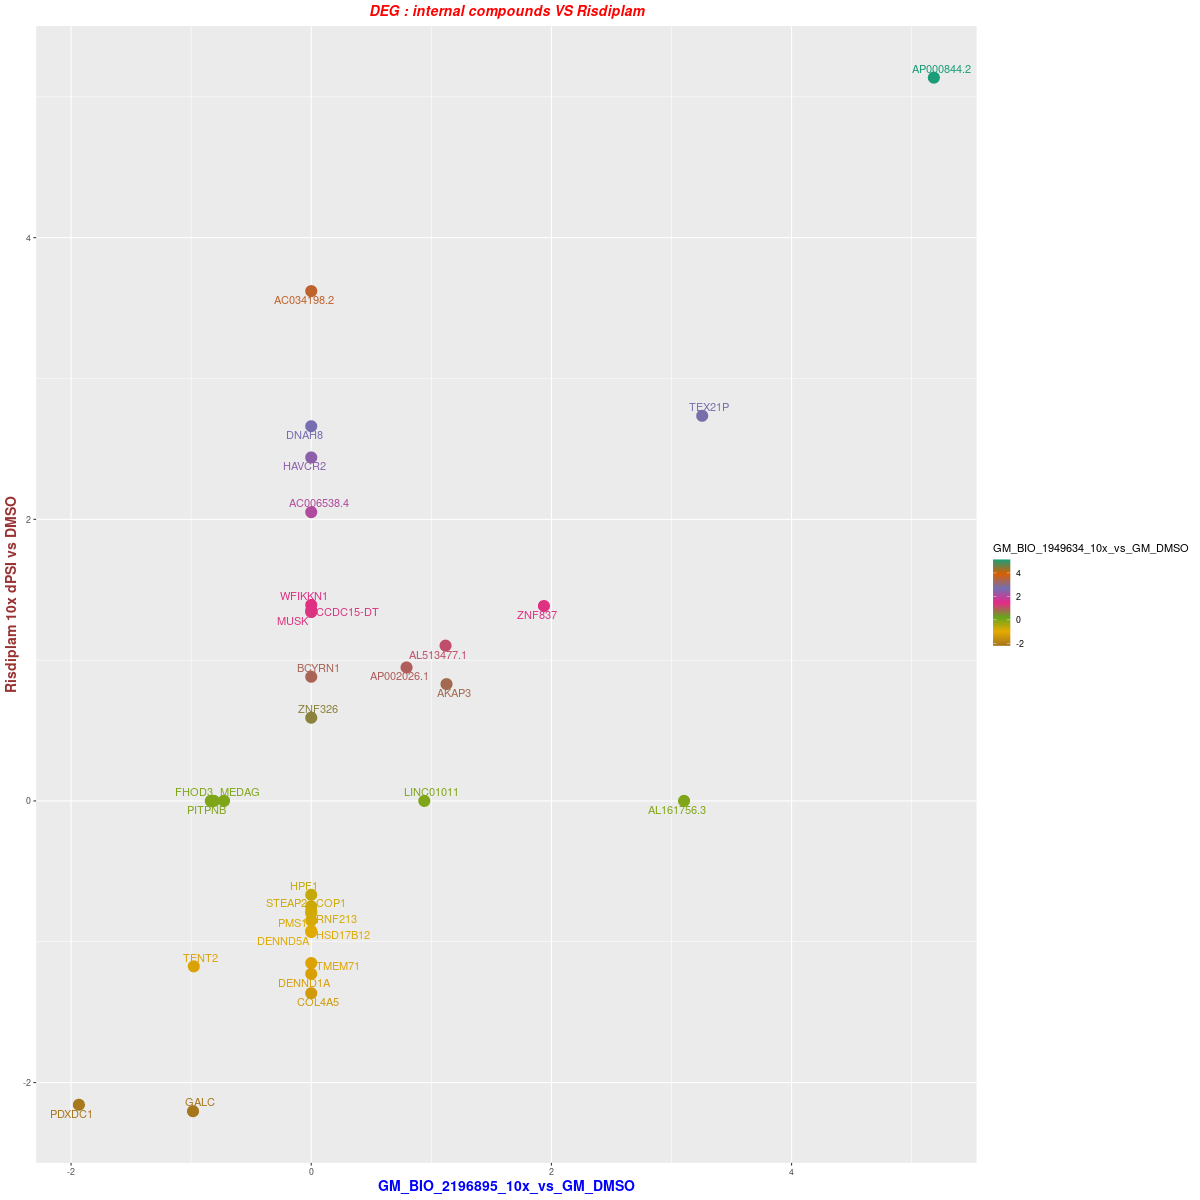 DEG : internal compounds VS Risdiplam
AP000844.2
4
AC034198.2
TEX21P
DNAH8
HAVCR2
AC006538.4
2
Risdiplam 10x dPSI vs DMSO
GM_BIO_1949634_10x_vs_GM_DMSO
4
2
0
-2
WFIKKN1
CCDC15-DT
MUSK
ZNF837
AL513477.1
BCYRN1
AP002026.1
AKAP3
ZNF326
FHOD3 MEDAG
PITPNB
LINC01011
AL161756.3
0
HPF1
STEAP2 COP1
RNF213
PMS1
HSD17B12
DENND5A
TENT2
TMEM71
DENND1A
COL4A5
-2
GALC
PDXDC1
-2 0 2 4
GM_BIO_2196895_10x_vs_GM_DMSO